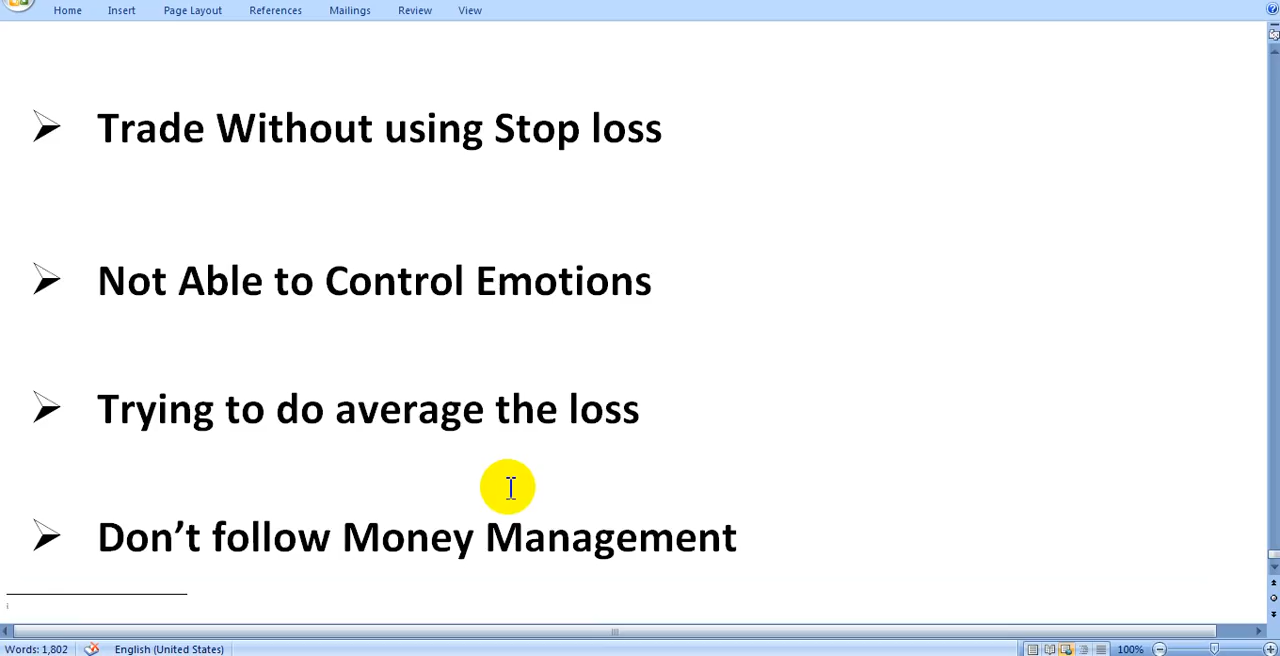 Home Insert Page Layout References Mailings Review View
Trade Without using Stop loss
Not Able to Control Emotions
Trying to do average the loss
Don’t follow Money Management
i
Words: 1,802 English (United States) 100%